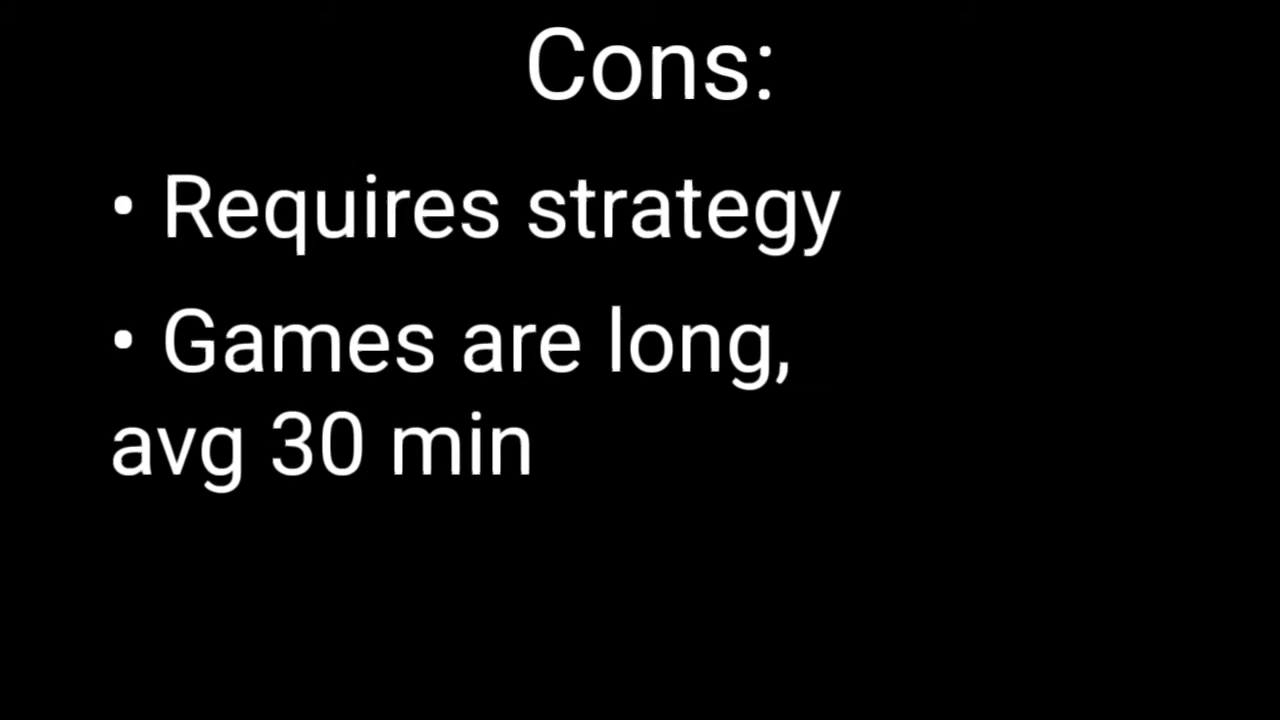 Cons:
• Requires strategy
• Games are long,
avg 30 min